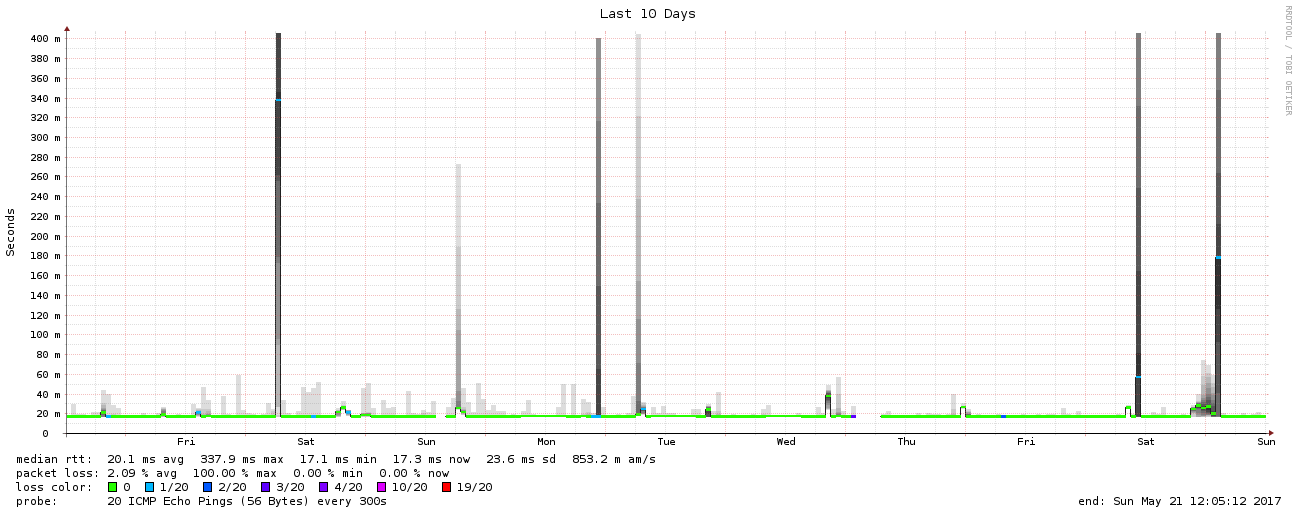 Last 10 Days
RRDTOOL / TOBI OETIKER
Seconds
400 m
380 m
360 m
340 m
320 m
300 m
280 m
260 m
240 m
220 m
200 m
180 m
160 m
140 m
120 m
100 m
80 m
60 m
40 m
20 m
0
Fri Sat Sun Mon Tue Wed Thu Fri Sat Sun
median rtt: 20.1 ms avg 337.9 ms max 17.1 ms min 17.3 ms now 23.6 ms sd 853.2 m am/s
packet loss: 2.09 % avg 100.00 % max 0.00 % min 0.00 % now
loss color: 0 1/20 2/20 3/20 4/20 10/20 19/20
probe: 20 ICMP Echo Pings (56 Bytes) every 300s end: Sun May 21 12:05:12 2017